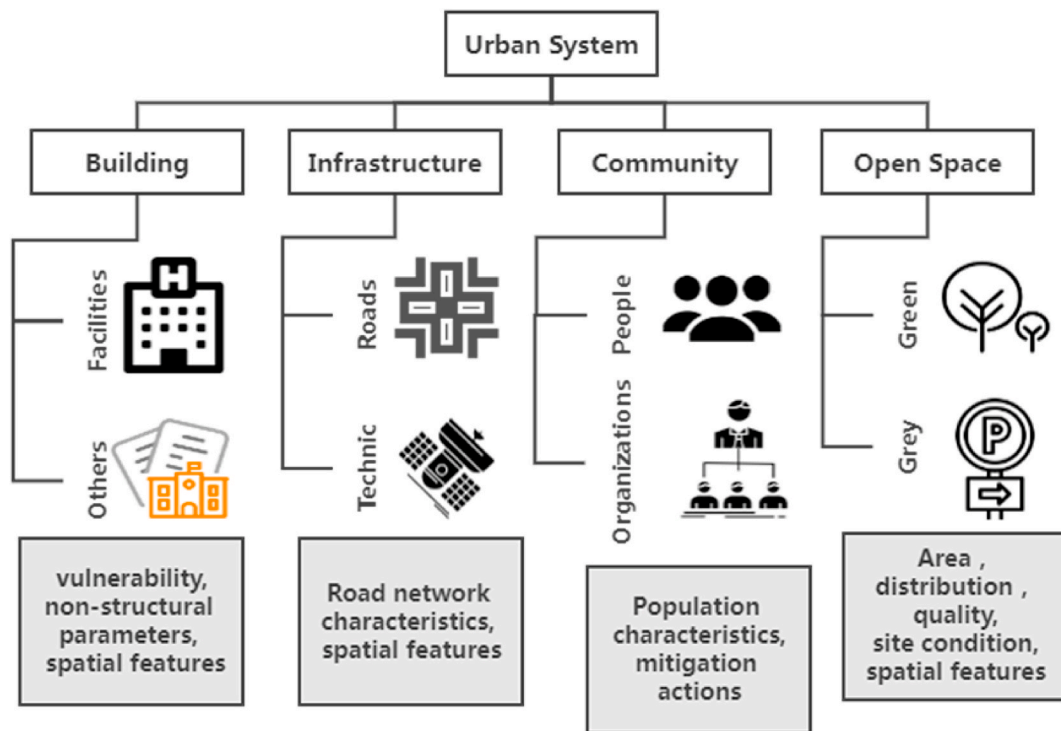 Urban System
Building
Infrastructure
Community
Open Space
Facilities
Others
H
Roads
Technic
People
Organizations
Green
Grey
P
vulnerability,
non-structural
parameters,
spatial features
Road network
characteristics,
spatial features
Population
characteristics,
mitigation
actions
Area ,
distribution ,
quality,
site condition,
spatial features